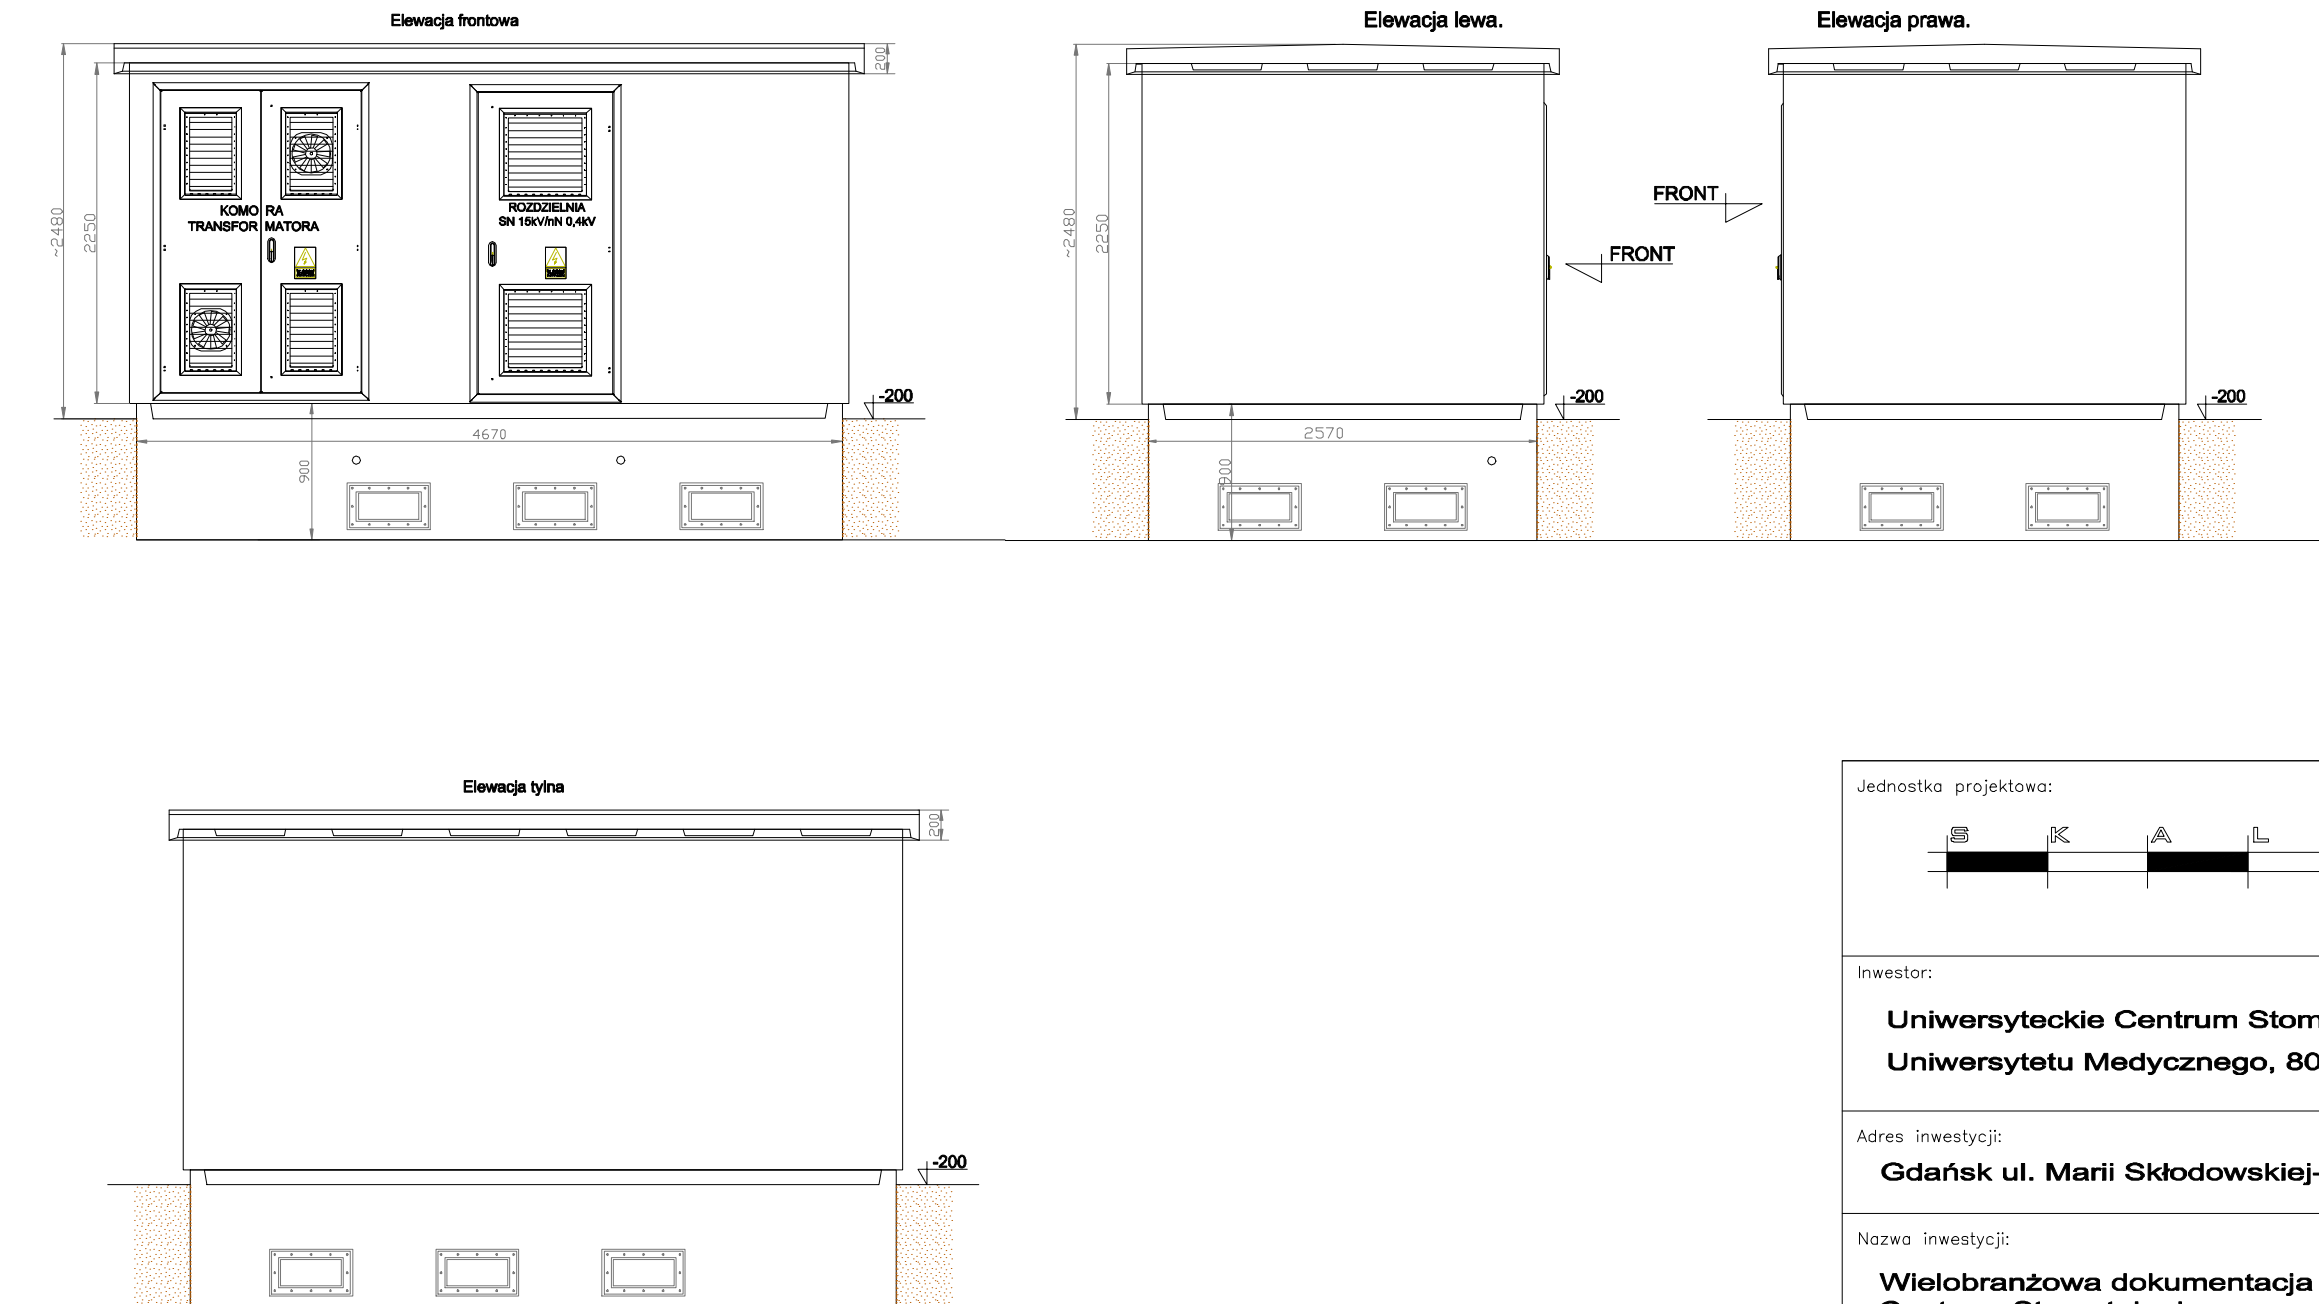 Elewacja frontowa
200
~2480
2250
KOMO RA
TRANSFOR MATORA
ROZDZIELNIA
SN 15kV/nN 0,4kV
-200
4670
900
Elewacja lewa.
~2480
2250
FRONT
-200
2570
900
Elewacja prawa.
FRONT
-200
Elewacja tylna
200
-200
Jednostka projektowa:
S K A L
Inwestor:
Uniwersyteckie Centrum Stom
Uniwersytetu Medycznego, 80
Adres inwestycji:
Gdańsk ul. Marii Skłodowskiej-
Nazwa inwestycji:
Wielobranżowa dokumentacja